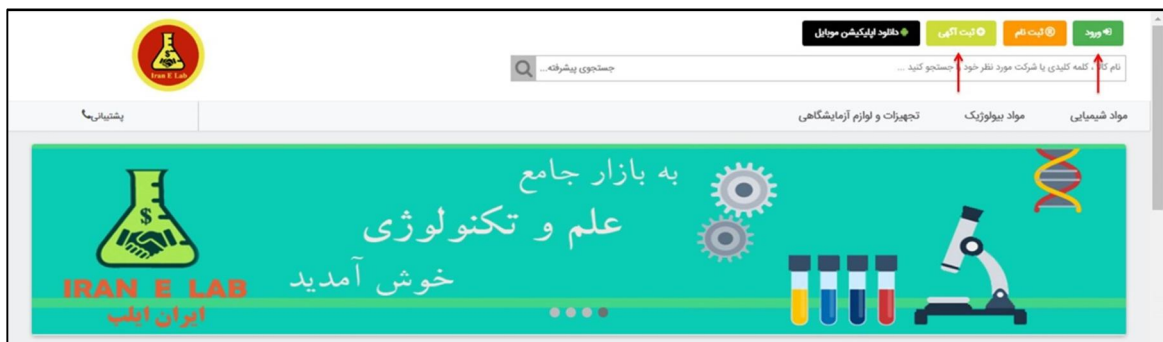 ورود
ثبت نام
ثبت آگهی
دانلود اپلیکیشن موبایل
نام کالا ، کلمه کلیدی یا شرکت مورد نظر خود را جستجو کنید ...
جستجوی پیشرفته...
Iran E Lab
مواد شیمیایی
مواد بیولوژیک
تجهیزات و لوازم آزمایشگاهی
پشتیبانی
به بازار جامع
علم و تکنولوژی
خوش آمدید
$
IRAN E LAB
ایران ایلب